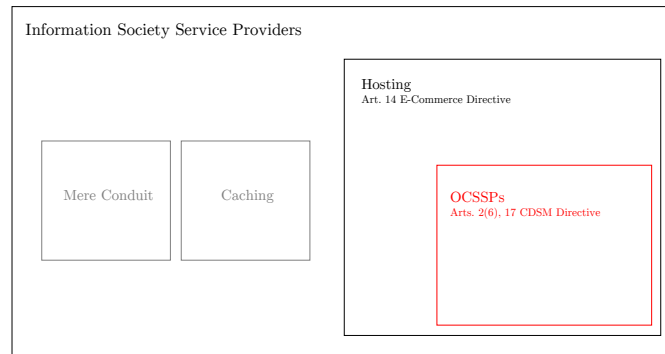 Information Society Service Providers
Hosting
Art. 14 E-Commerce Directive
Mere Conduit
Caching
OCSSPs
Arts. 2(6), 17 CDSM Directive